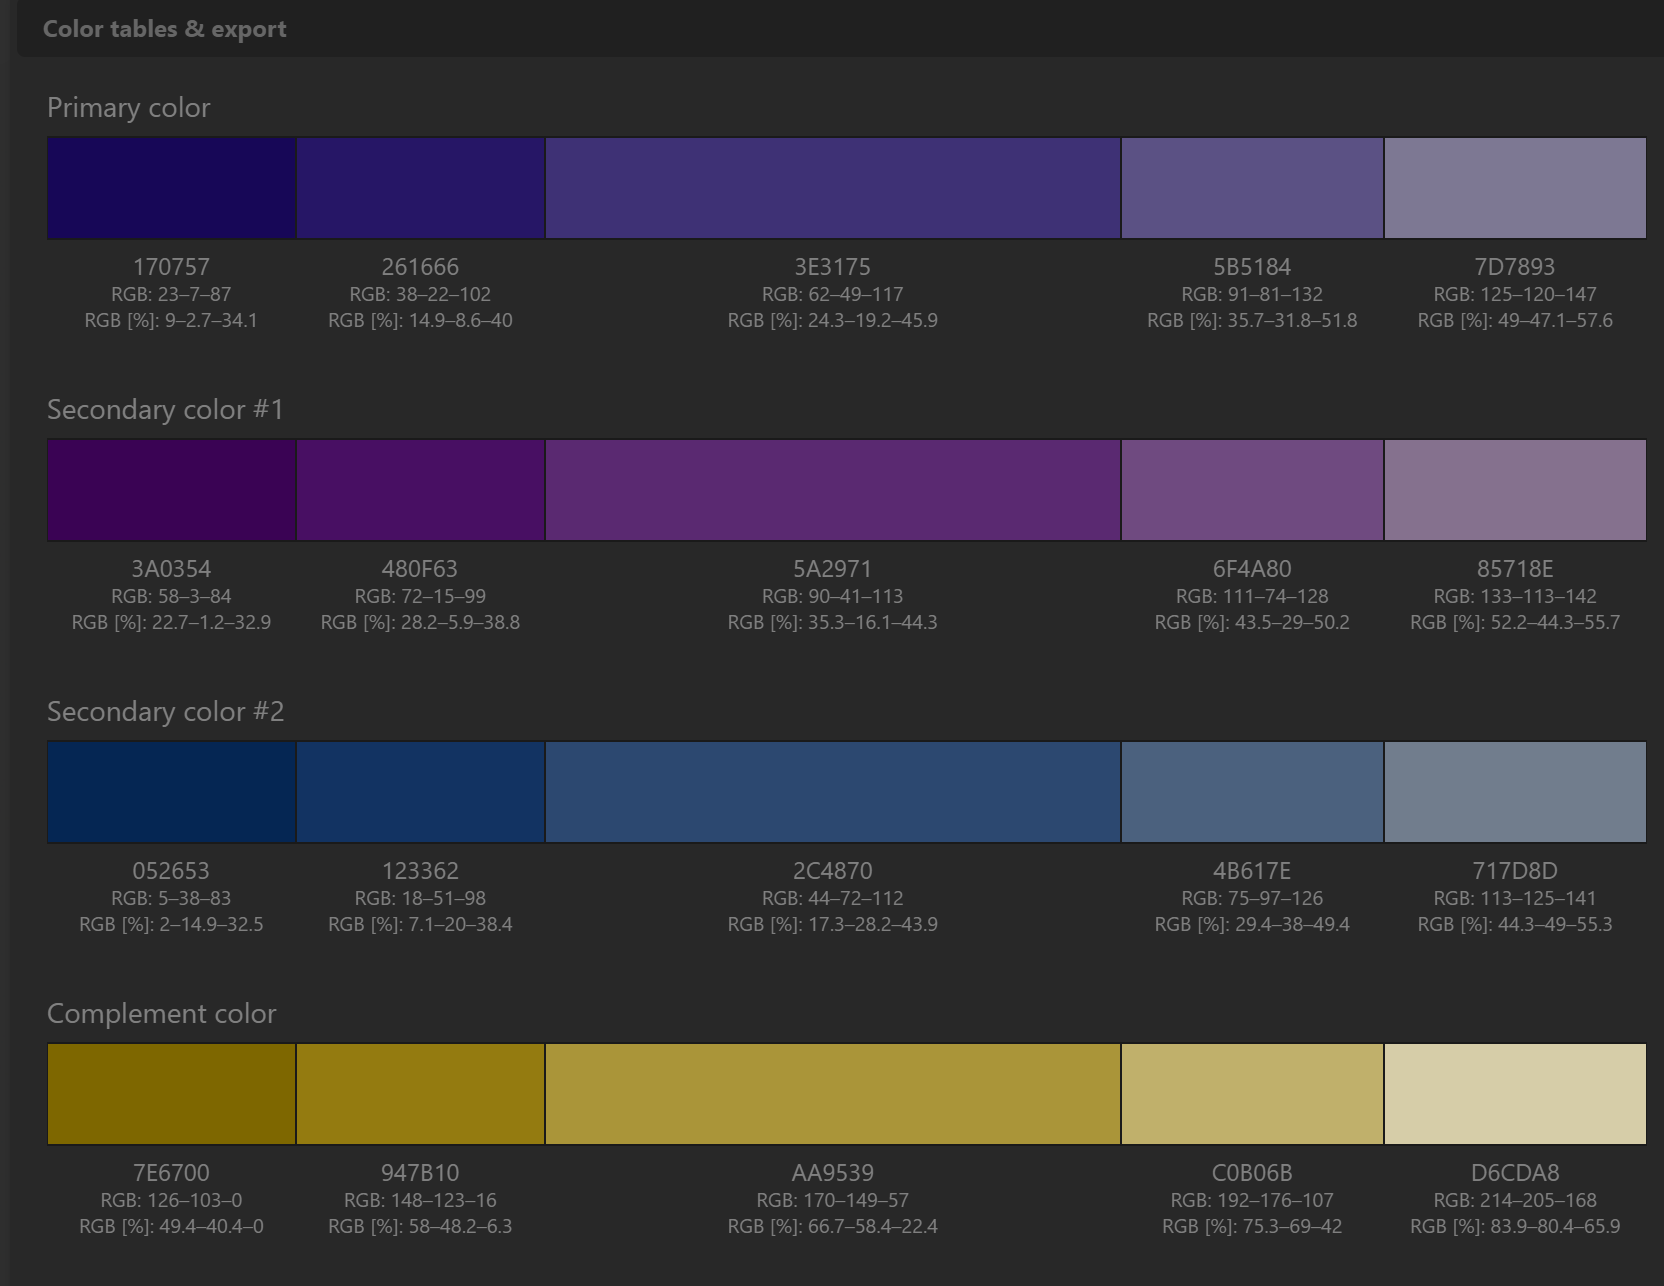 Color tables & export
Primary color
170757 261666 3E3175 5B5184 7D7893
RGB: 23–7–87 RGB: 38–22–102 RGB: 62–49–117 RGB: 91–81–132 RGB: 125–120–147
RGB [%]: 9–2.7–34.1 RGB [%]: 14.9–8.6–40 RGB [%]: 24.3–19.2–45.9 RGB [%]: 35.7–31.8–51.8 RGB [%]: 49–47.1–57.6
Secondary color #1
3A0354 480F63 5A2971 6F4A80 85718E
RGB: 58–3–84 RGB: 72–15–99 RGB: 90–41–113 RGB: 111–74–128 RGB: 133–113–142
RGB [%]: 22.7–1.2–32.9 RGB [%]: 28.2–5.9–38.8 RGB [%]: 35.3–16.1–44.3 RGB [%]: 43.5–29–50.2 RGB [%]: 52.2–44.3–55.7
Secondary color #2
052653 123362 2C4870 4B617E 717D8D
RGB: 5–38–83 RGB: 18–51–98 RGB: 44–72–112 RGB: 75–97–126 RGB: 113–125–141
RGB [%]: 2–14.9–32.5 RGB [%]: 7.1–20–38.4 RGB [%]: 17.3–28.2–43.9 RGB [%]: 29.4–38–49.4 RGB [%]: 44.3–49–55.3
Complement color
7E6700 947B10 AA9539 C0B06B D6CDA8
RGB: 126–103–0 RGB: 148–123–16 RGB: 170–149–57 RGB: 192–176–107 RGB: 214–205–168
RGB [%]: 49.4–40.4–0 RGB [%]: 58–48.2–6.3 RGB [%]: 66.7–58.4–22.4 RGB [%]: 75.3–69–42 RGB [%]: 83.9–80.4–65.9